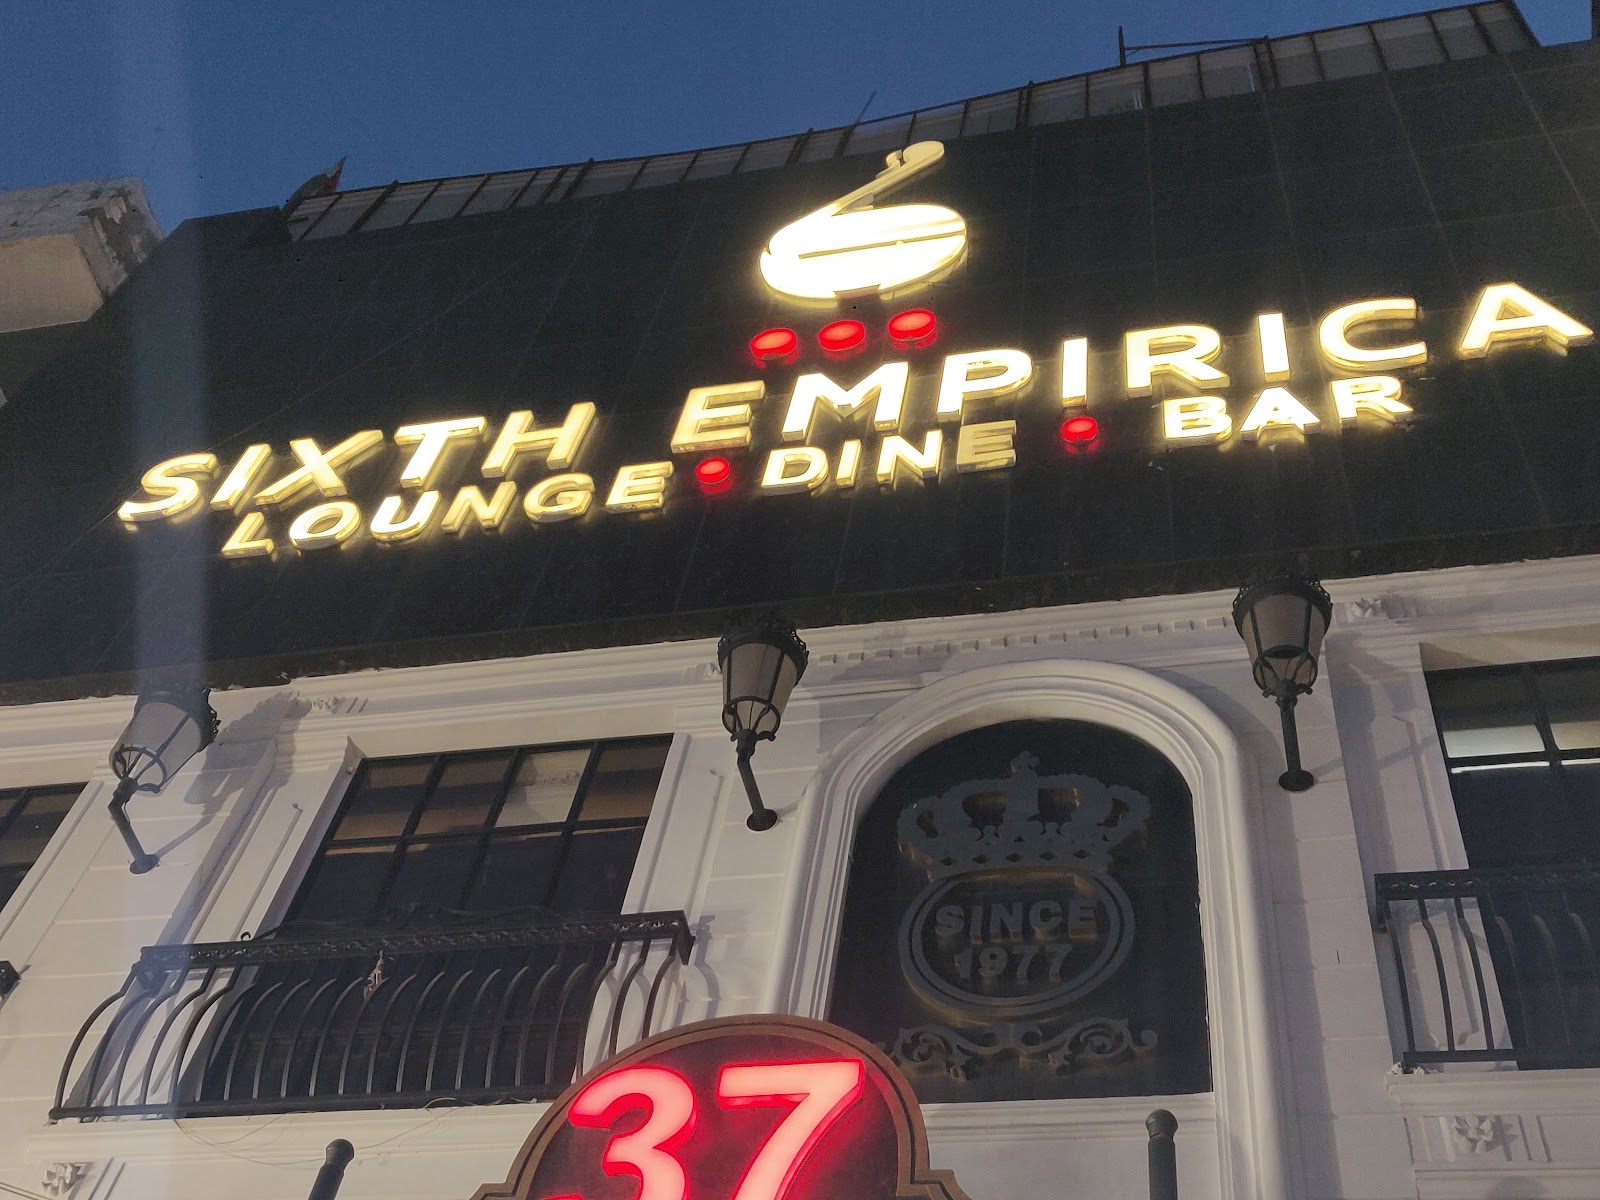 SIXTH EMPIRICA
LOUNGE • DINE • BAR
SINCE
1977
37